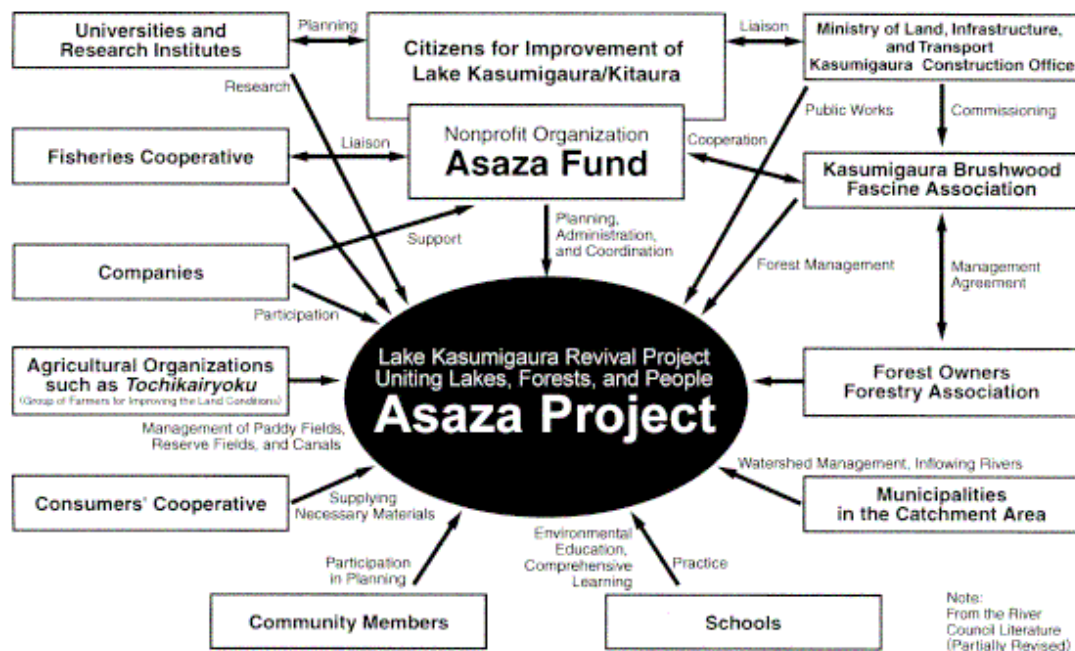 Universities and
Research Institutes
Planning
Citizens for Improvement of
Lake Kasumigaura/Kitaura
Liaison
Ministry of Land, Infrastructure,
and Transport
Kasumigaura Construction Office
Research
Public Works
Commissioning
Fisheries Cooperative
Liaison
Nonprofit Organization
Asaza Fund
Cooperation
Kasumigaura Brushwood
Fascine Association
Companies
Support
Planning,
Administration,
and Coordination
Forest Management
Management
Agreement
Participation
Agricultural Organizations
such as Tochikairyoku
(Group of Farmers for Improving the Land Conditions)
Lake Kasumigaura Revival Project
Uniting Lakes, Forests, and People
Asaza Project
Forest Owners
Forestry Association
Management of Paddy Fields,
Reserve Fields, and Canals
Watershed Management, Inflowing Rivers
Consumers' Cooperative
Supplying
Necessary Materials
Municipalities
in the Catchment Area
Participation
in Planning
Environmental
Education,
Comprehensive
Learning
Practice
Community Members
Schools
Note:
From the River
Council Literature
(Partially Revised)